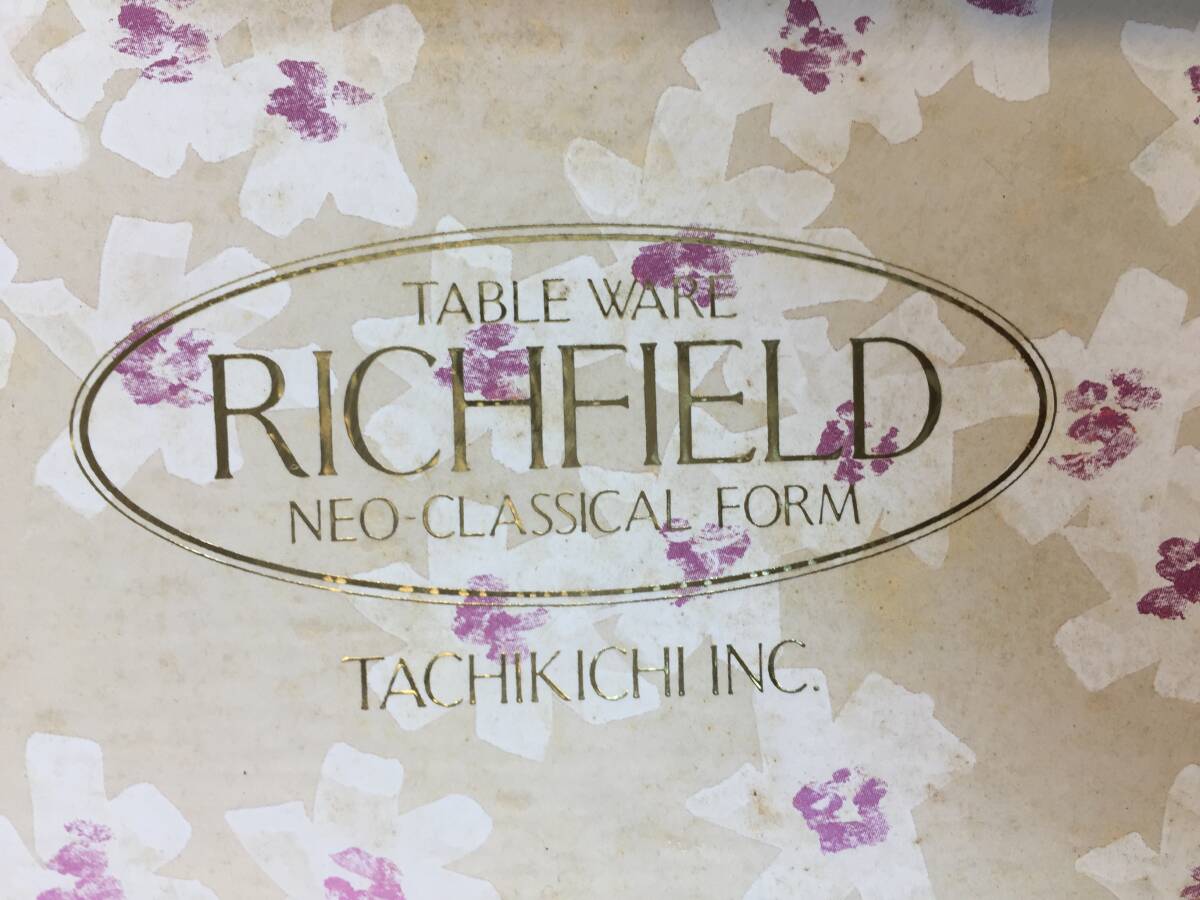 TABLE WARE
RICHFIELD
NEO-CLASSICAL FORM
TACHIKICHI INC.